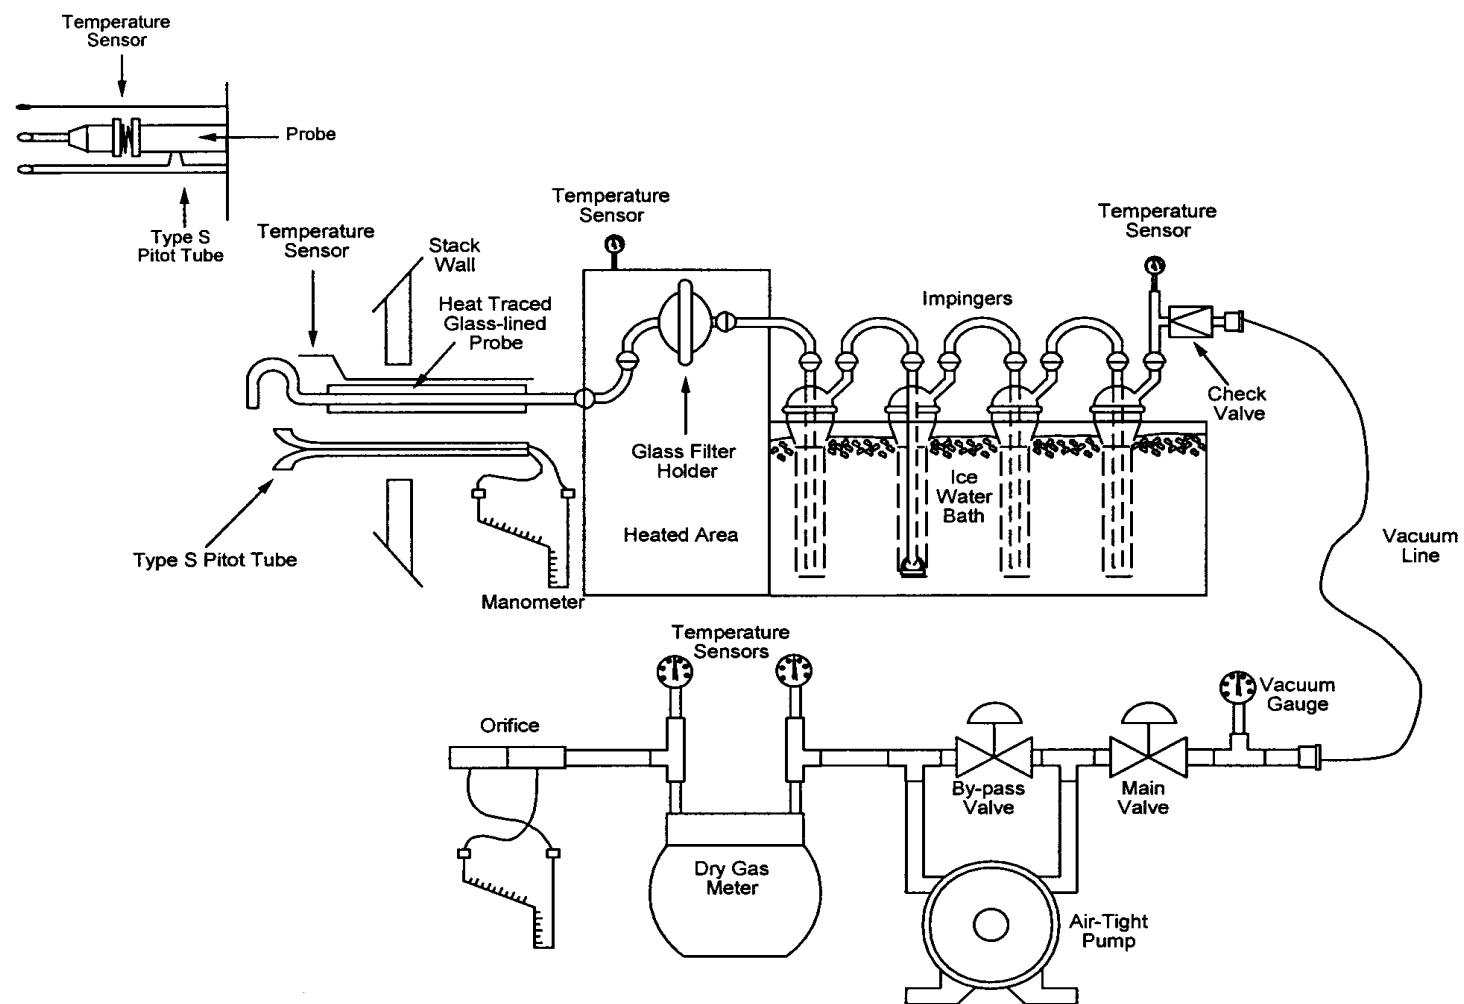 Temperature
Sensor
Probe
Type S
Pitot Tube
Temperature
Sensor
Stack
Wall
Heat Traced
Glass-lined
Probe
Temperature
Sensor
Impingers
Temperature
Sensor
Check
Valve
Glass Filter
Holder
Ice
Water
Bath
Heated Area
Type S Pitot Tube
Manometer
Vacuum
Line
Temperature
Sensors
Vacuum
Gauge
Orifice
By-pass
Valve
Main
Valve
Dry Gas
Meter
Air-Tight
Pump